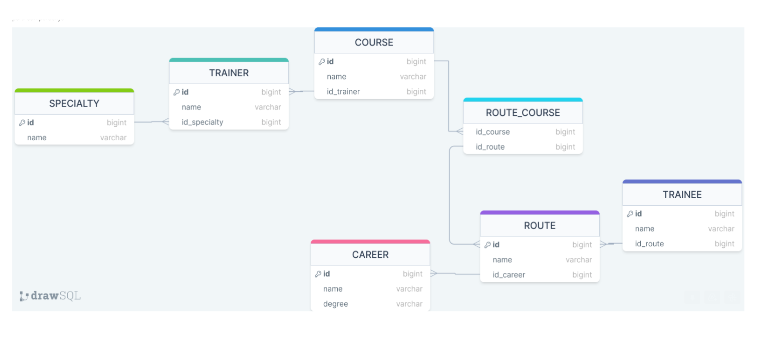 COURSE
id bigint
name varchar
id_trainer bigint
TRAINER
id bigint
name varchar
id_specialty bigint
SPECIALTY
id bigint
name varchar
ROUTE_COURSE
id_course bigint
id_route bigint
TRAINEE
id bigint
name varchar
id_route bigint
ROUTE
id bigint
name varchar
id_career bigint
CAREER
id bigint
name varchar
degree varchar
drawSQL